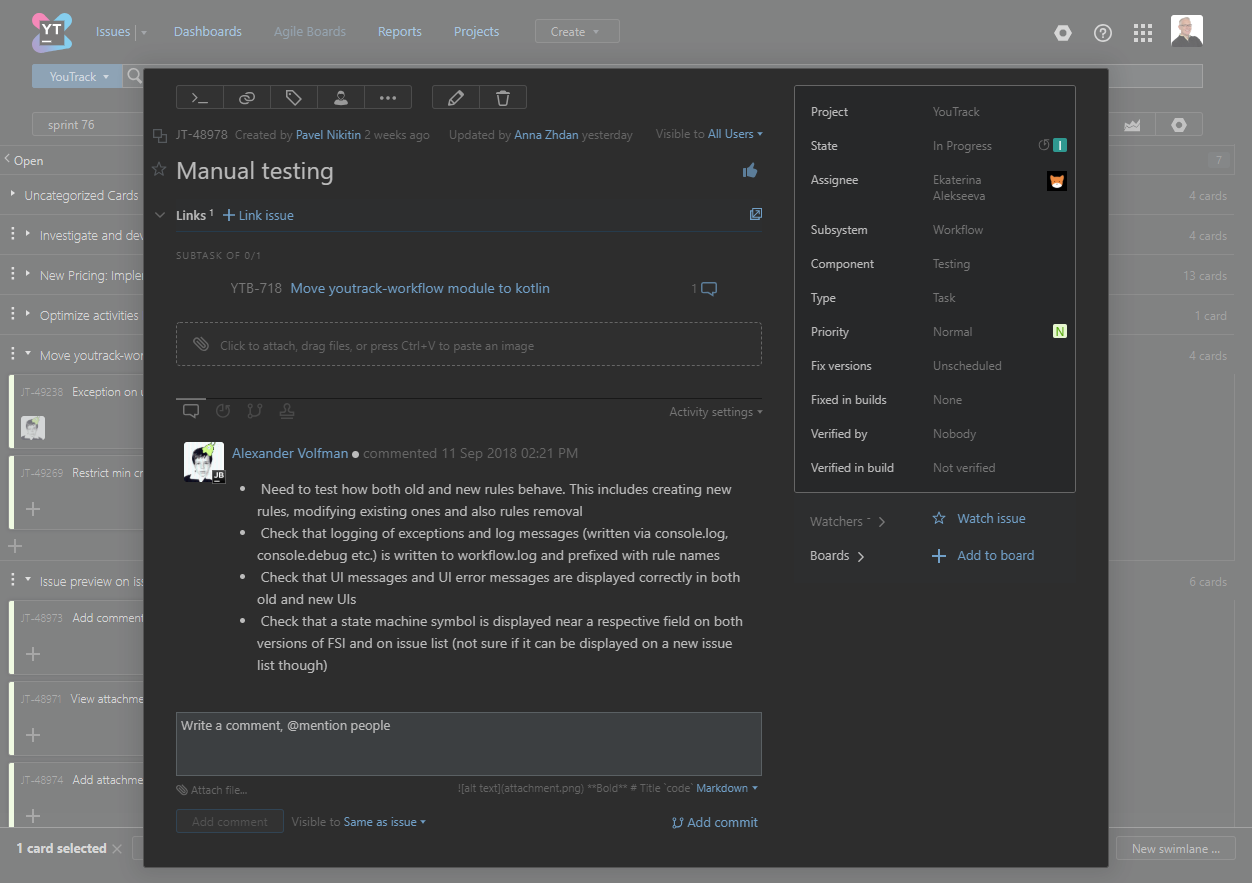 YT
Issues
Dashboards
Agile Boards
Reports
Projects
Create
YouTrack
sprint 76
Open
7
Uncategorized Cards
4 cards
Investigate and dev
4 cards
New Pricing: Imple
13 cards
Optimize activities
1 card
Move youtrack-wor
4 cards
JT-49238 Exception on
JT-49269 Restrict min cr
Issue preview on iss
6 cards
JT-48973 Add comment
JT-48971 View attachme
JT-48974 Add attachme
1 card selected
New swimlane ...
JT-48978 Created by Pavel Nikitin 2 weeks ago Updated by Anna Zhdan yesterday Visible to All Users
Manual testing
Links 1 + Link issue
SUBTASK OF 0/1
YTB-718 Move youtrack-workflow module to kotlin 1
Click to attach, drag files, or press Ctrl+V to paste an image
Activity settings
JB
Alexander Volfman ● commented 11 Sep 2018 02:21 PM
• Need to test how both old and new rules behave. This includes creating new
rules, modifying existing ones and also rules removal
• Check that logging of exceptions and log messages (written via console.log,
console.debug etc.) is written to workflow.log and prefixed with rule names
• Check that UI messages and UI error messages are displayed correctly in both
old and new UIs
• Check that a state machine symbol is displayed near a respective field on both
versions of FSI and on issue list (not sure if it can be displayed on a new issue
list though)
Write a comment, @mention people
Attach file...
![alt text](attachment.png) **Bold** # Title `code` Markdown
Add comment Visible to Same as issue
Add commit
Project YouTrack
State In Progress I
Assignee Ekaterina
Alekseeva
Subsystem Workflow
Component Testing
Type Task
Priority Normal N
Fix versions Unscheduled
Fixed in builds None
Verified by Nobody
Verified in build Not verified
Watchers - Watch issue
Boards + Add to board